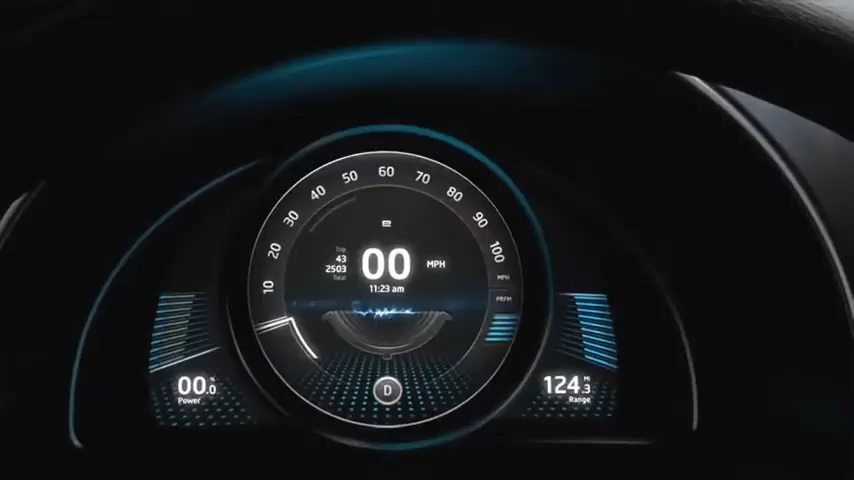 60
50
70
40
80
30
90
20
100
10
MPH
PRFM
e
Trip
43
2503
Total
00 MPH
11:23 am
D
00.0 %
Power
124.3 MI
Range